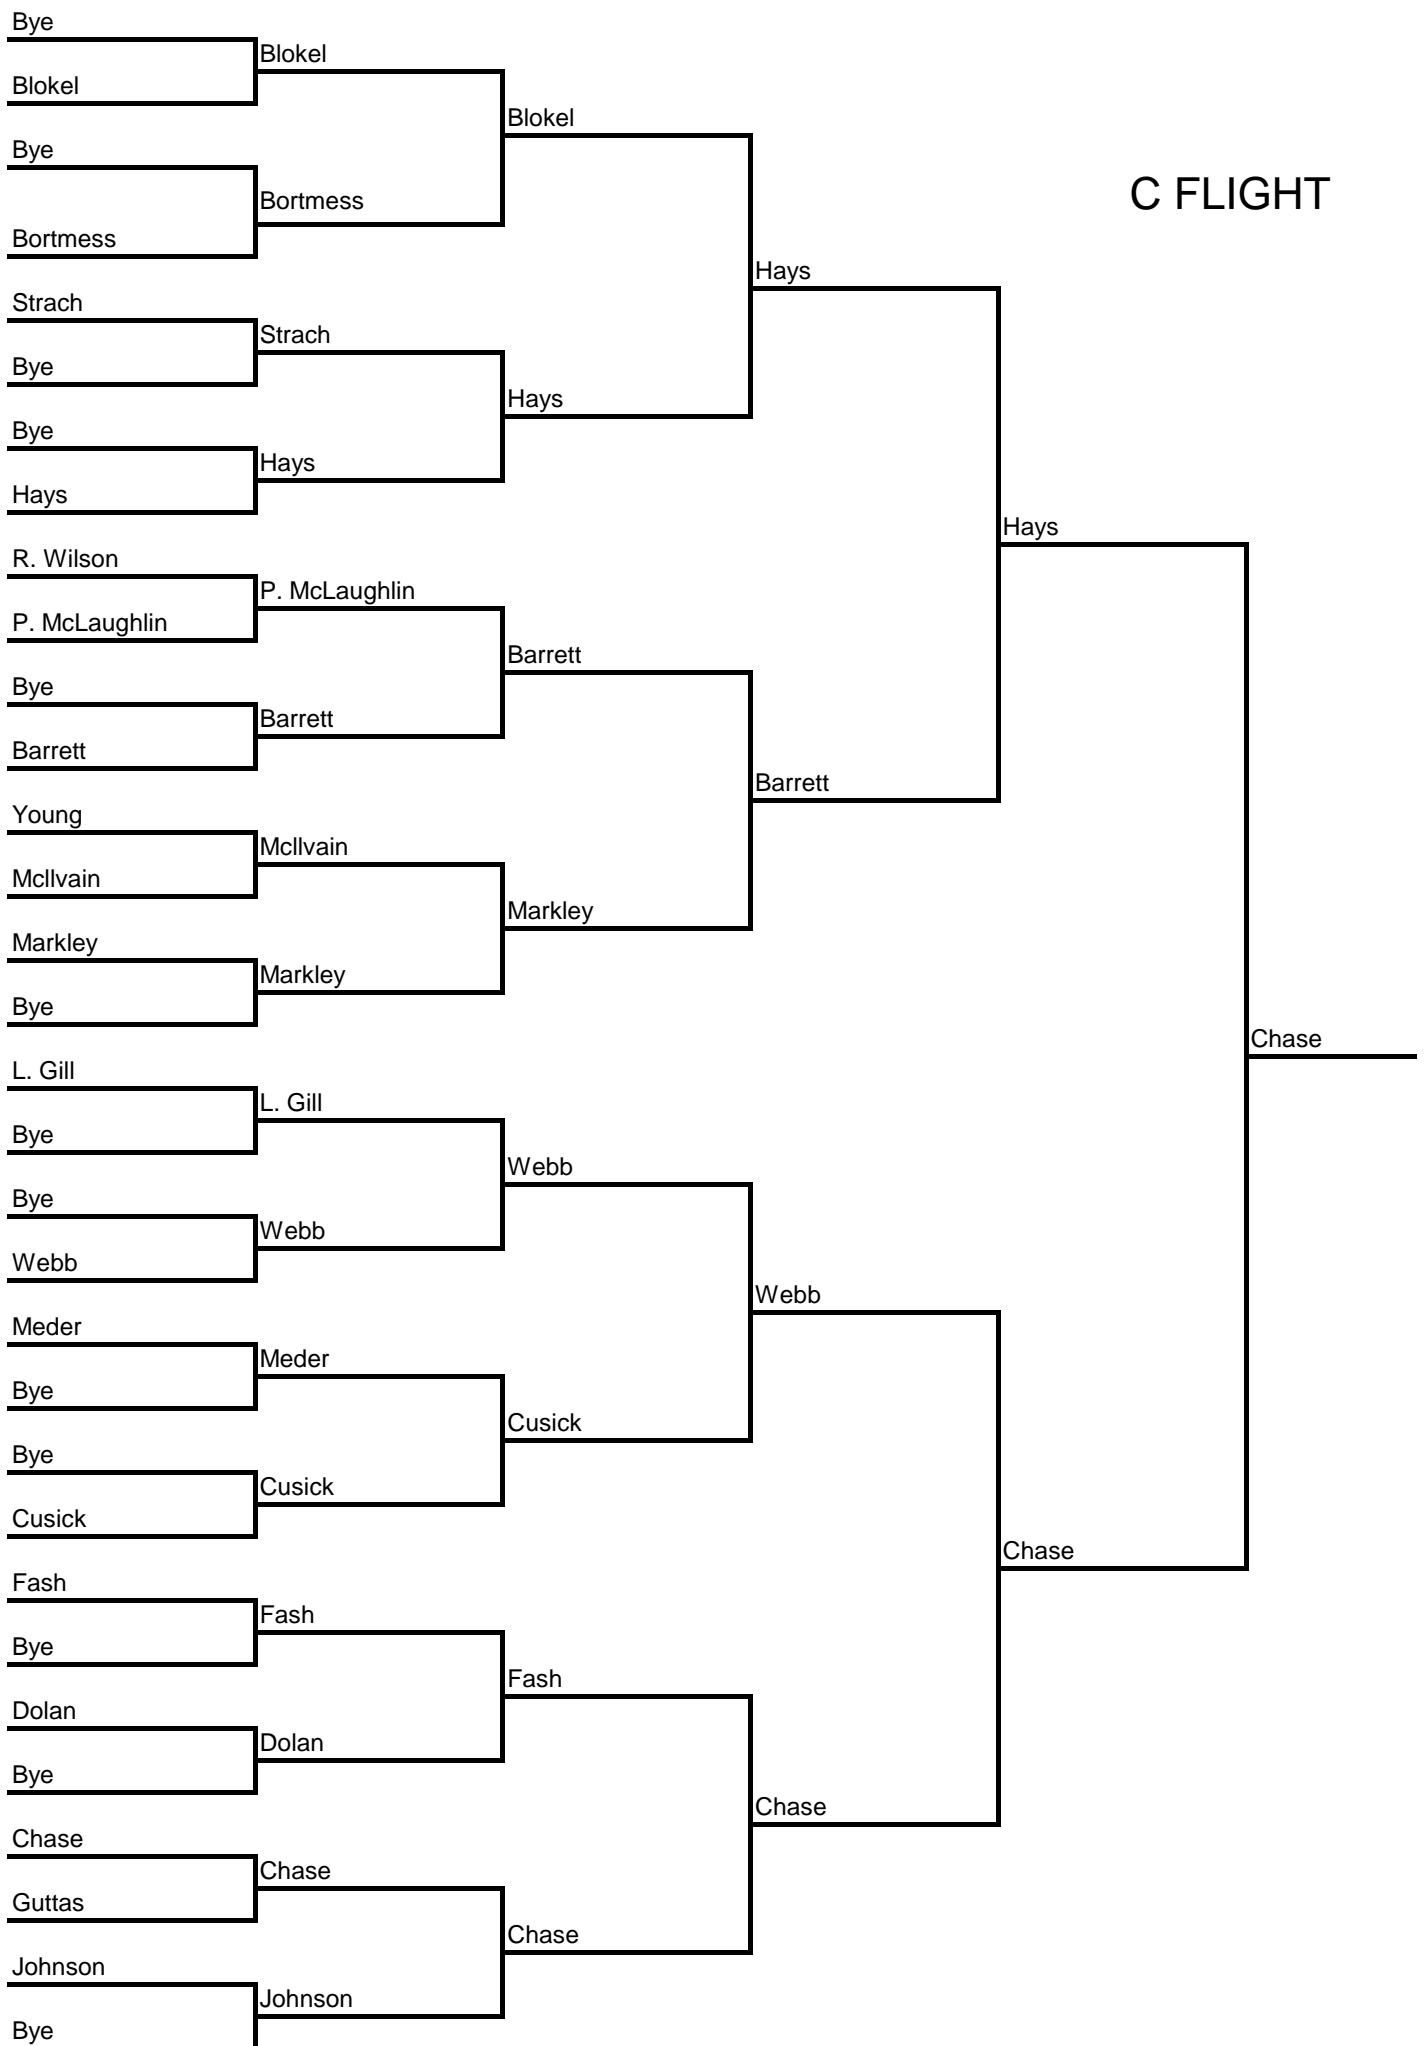 Bye
Blokel
Blokel
Blokel
Bye
C FLIGHT
Bortmess
Bortmess
Hays
Strach
Strach
Bye
Hays
Bye
Hays
Hays
Hays
R. Wilson
P. McLaughlin
P. McLaughlin
Barrett
Bye
Barrett
Barrett
Barrett
Young
McIlvain
McIlvain
Markley
Markley
Markley
Bye
Chase
L. Gill
L. Gill
Bye
Webb
Bye
Webb
Webb
Webb
Meder
Meder
Bye
Cusick
Bye
Cusick
Cusick
Chase
Fash
Fash
Bye
Fash
Dolan
Dolan
Bye
Chase
Chase
Chase
Guttas
Chase
Johnson
Johnson
Bye